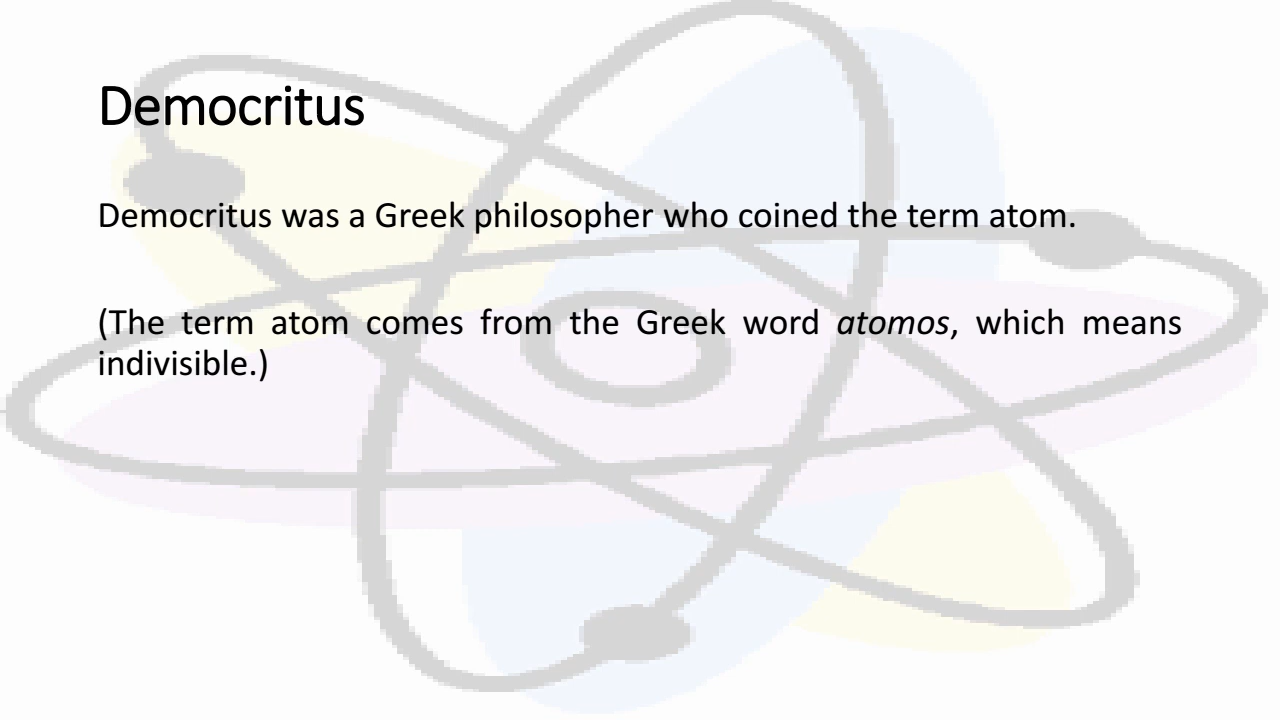 Democritus
Democritus was a Greek philosopher who coined the term atom.
(The term atom comes from the Greek word atomos, which means
indivisible.)